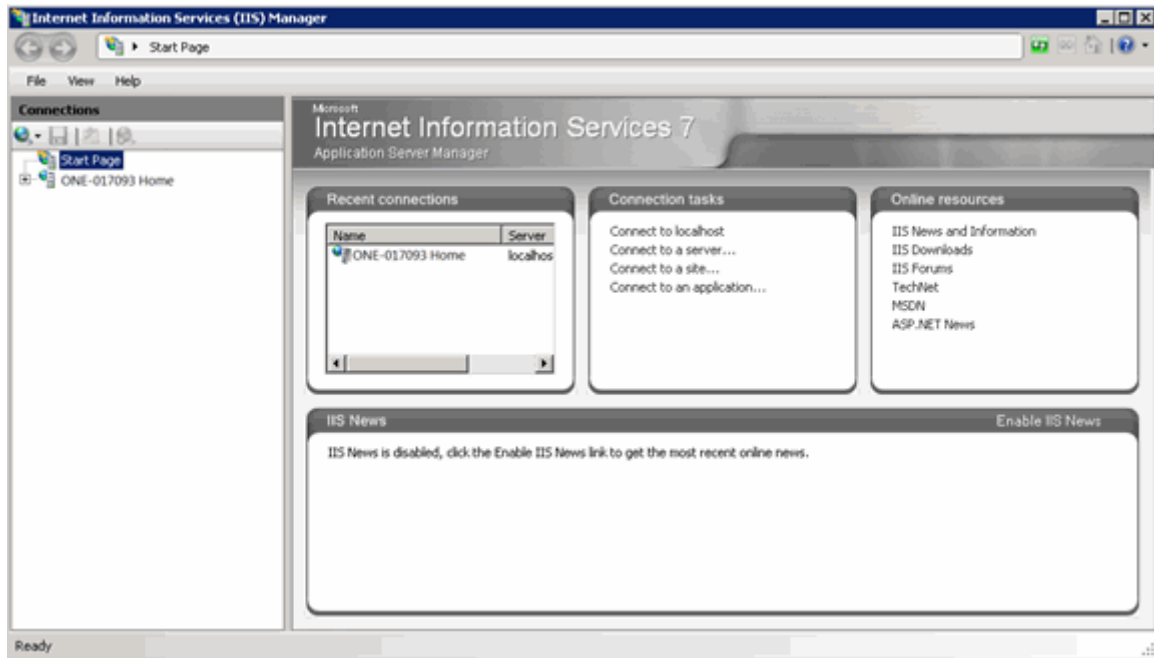 Internet Information Services (IIS) Manager
Start Page
File View Help
Connections
Start Page
ONE-017093 Home
Microsoft
Internet Information Services 7
Application Server Manager
Recent connections
Name Server
ONE-017093 Home localhos
Connection tasks
Connect to localhost
Connect to a server...
Connect to a site...
Connect to an application...
Online resources
IIS News and Information
IIS Downloads
IIS Forums
TechNet
MSDN
ASP.NET News
IIS News Enable IIS News
IIS News is disabled, click the Enable IIS News link to get the most recent online news.
Ready